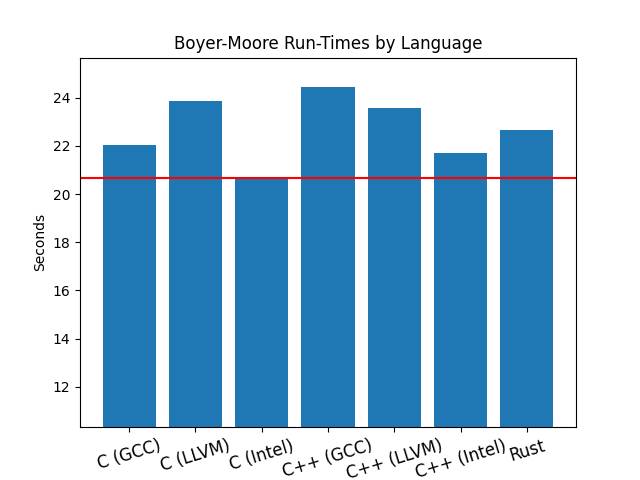 Boyer-Moore Run-Times by Language
Seconds
24
22
20
18
16
14
12
C (GCC)
C (LLVM)
C (Intel)
C++ (GCC)
C++ (LLVM)
C++ (Intel)
Rust